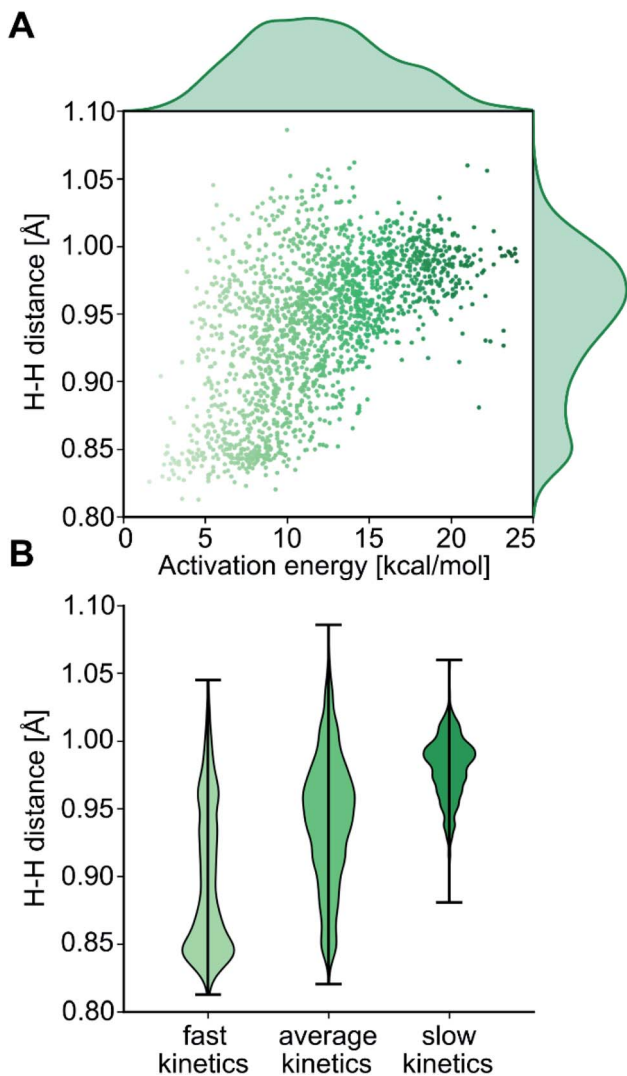 A
H-H distance [Å]
1.10
1.05
1.00
0.95
0.90
0.85
0.80
0 5 10 15 20 25
Activation energy [kcal/mol]
B
H-H distance [Å]
1.10
1.05
1.00
0.95
0.90
0.85
0.80
fast average slow
kinetics kinetics kinetics